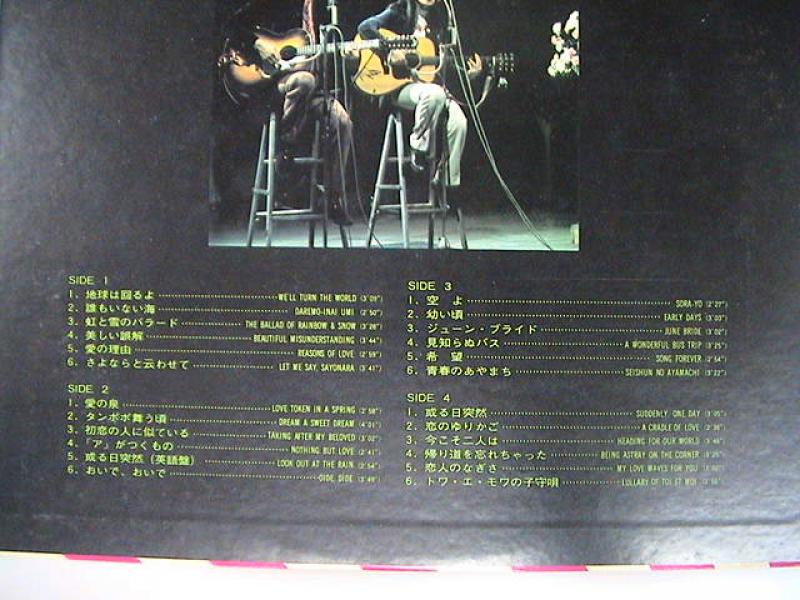 SIDE 1
1. 地球は回るよ WE'LL TURN THE WORLD (3'09")
2. 誰もいない海 DAREMO-INAI UMI (2'50")
3. 虹と雪のバラード THE BALLAD OF RAINBOW & SNOW (3'28")
4. 美しい誤解 BEAUTIFUL MISUNDERSTANDING (3'44")
5. 愛の理由 REASONS OF LOVE (2'59")
6. さよならと云わせて LET ME SAY, SAYONARA (3'41")
SIDE 2
1. 愛の泉 LOVE TOKEN IN A SPRING (2'58")
2. タンポポ舞う頃 DREAM A SWEET DREAM (4'01")
3. 初恋の人に似ている TAKING AFTER MY BELOVED (3'02")
4. 「ア」がつくもの NOTHING BUT LOVE (2'41")
5. 或る日突然（英語盤） LOOK OUT AT THE RAIN (2'54")
6. おいで、おいで OIDE, OIDE (3'49")
SIDE 3
1. 空よ SORA-YO (2'27")
2. 幼い頃 EARLY DAYS (3'03")
3. ジューン・ブライド JUNE BRIDE (3'02")
4. 見知らぬバス A WONDERFUL BUS TRIP (3'25")
5. 希望 SONG FOREVER (2'54")
6. 青春のあやまち SEISHUN NO AYAMACHI (3'22")
SIDE 4
1. 或る日突然 SUDDENLY ONE DAY (3'05")
2. 恋のゆりかご A CRADLE OF LOVE
3. 今こそ二人は HEADING FOR OUR WORLD
4. 帰り道を忘れちゃった BEING ASTRAY ON THE CORNER
5. 恋人のなぎさ MY LOVE WAVES FOR YOU
6. トワ・エ・モワの子守唄 LULLABY OF TOI ET MOI